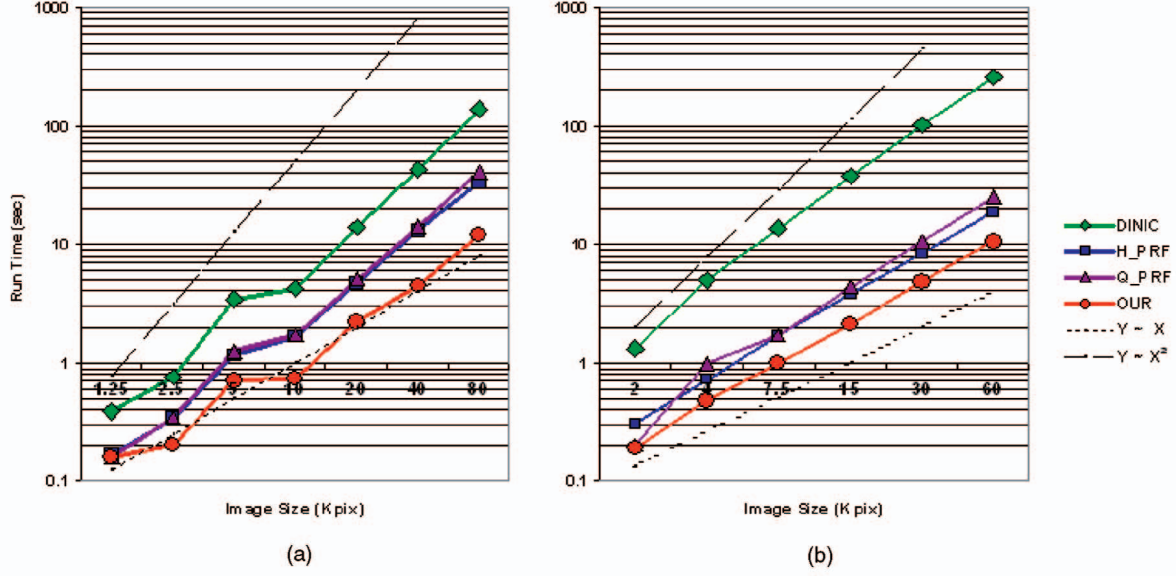 1000
100
10
1
0.1
Run Time (sec)
1.25 2.5 5 10 20 40 80
Image Size (K pix)
(a)
1000
100
10
1
0.1
2 4 7.5 15 30 60
Image Size (K pix)
(b)
DINIC
H_PRF
Q_PRF
OUR
Y ~ X
Y ~ X²